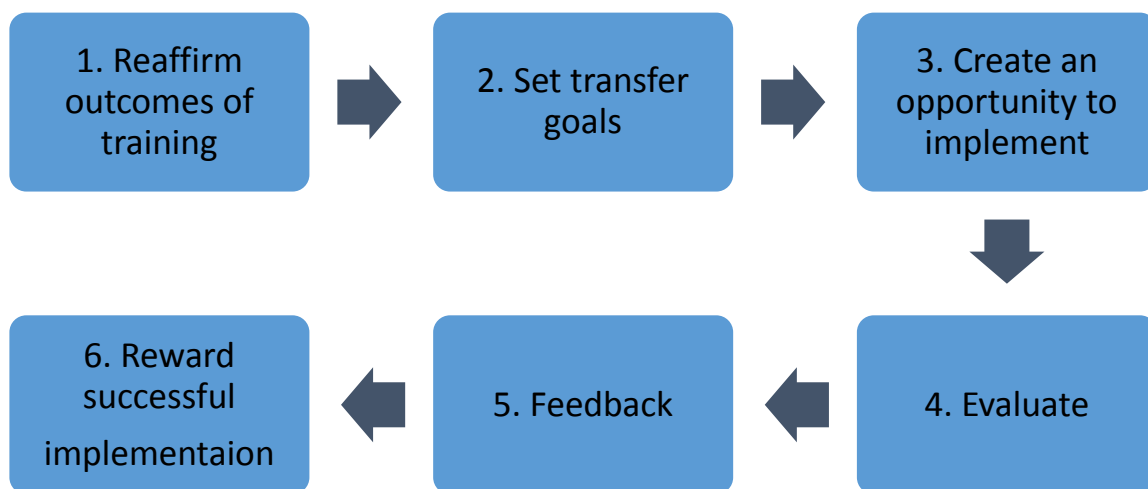 1. Reaffirm
outcomes of
training
2. Set transfer
goals
3. Create an
opportunity to
implement
4. Evaluate
5. Feedback
6. Reward
successful
implementaion